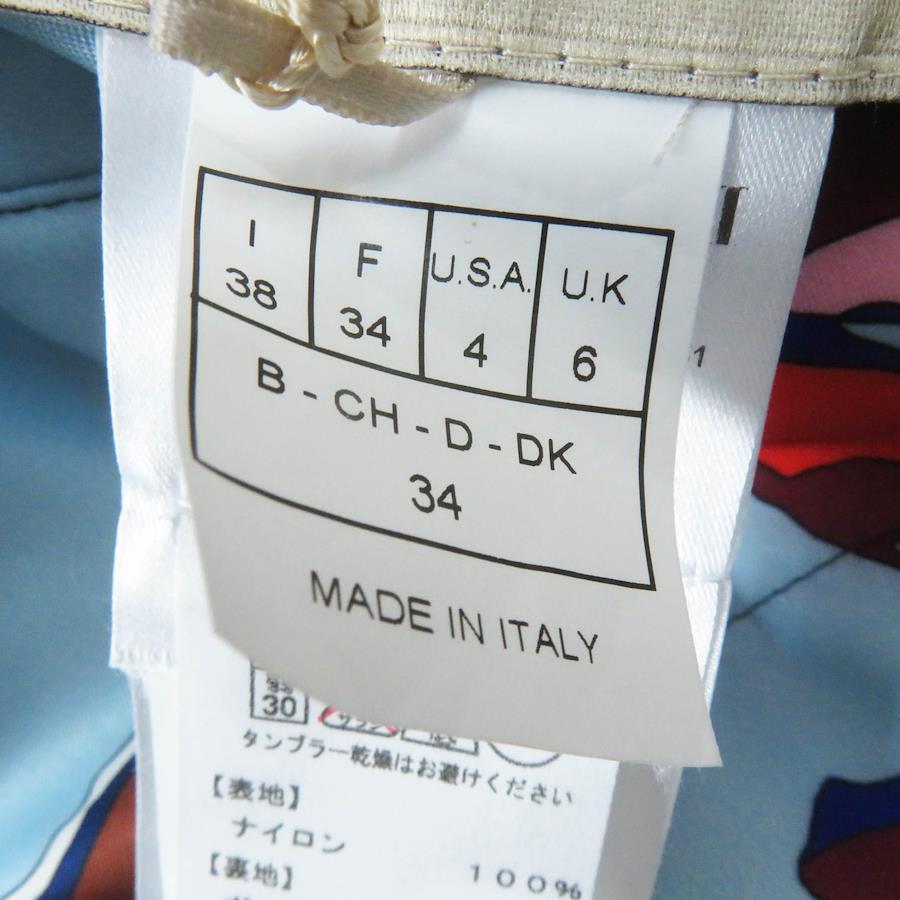 I F U.S.A. U.K
38 34 4 6
B - CH - D - DK
34
MADE IN ITALY
30
タンブラー乾燥はお避けください
【表地】
ナイロン
100%
【裏地】